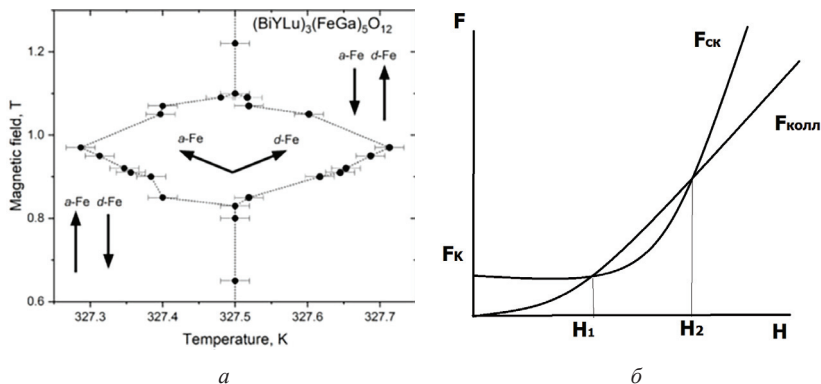 (BiYLu)₃(FeGa)₅O₁₂
1.2
1.0
0.8
0.6
Magnetic field, T
a-Fe d-Fe
a-Fe d-Fe
a-Fe d-Fe
327.3 327.4 327.5 327.6 327.7
Temperature, K
а
F
Fск
Fколл
Fк
H₁ H₂ H
б